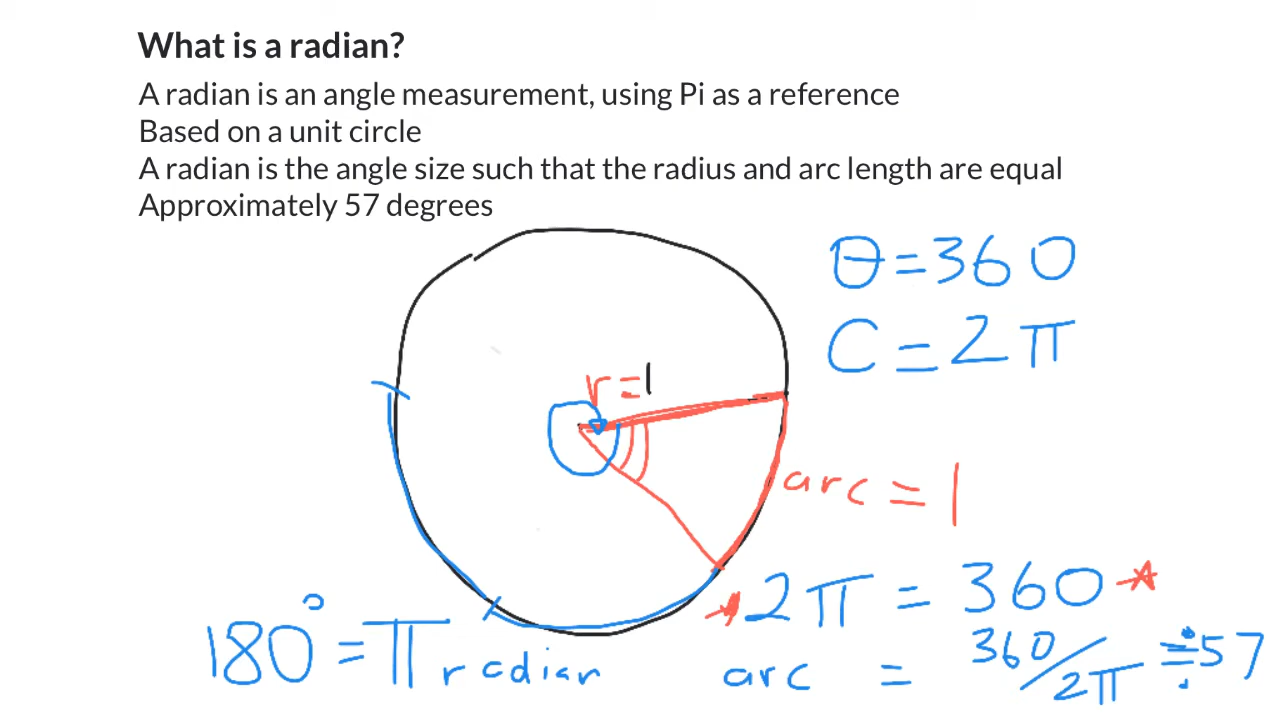 What is a radian?
A radian is an angle measurement, using Pi as a reference
Based on a unit circle
A radian is the angle size such that the radius and arc length are equal
Approximately 57 degrees
θ=360
C=2π
r=1
arc=1
*2π=360*
180°=π radian
arc = 360/2π ≑57